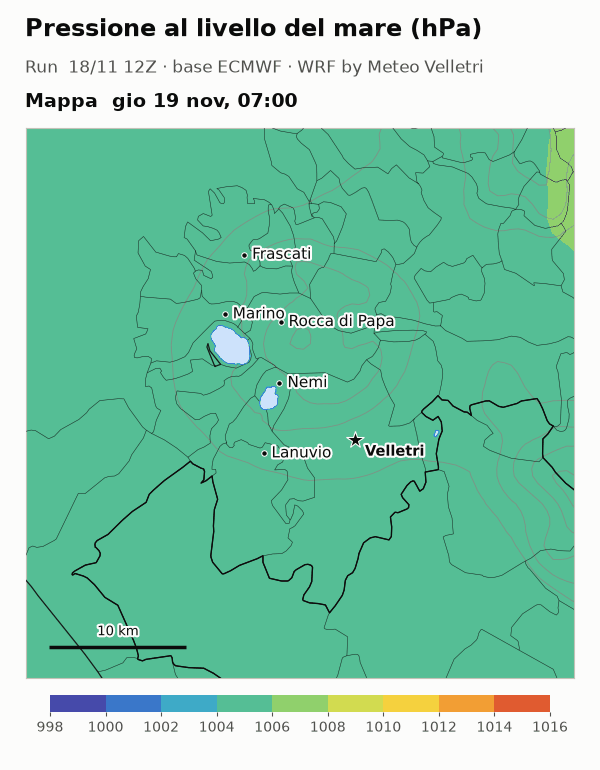 Pressione al livello del mare (hPa)
Run  18/11 12Z · base ECMWF · WRF by Meteo Velletri
Mappa  gio 19 nov, 07:00
Frascati
Marino
Rocca di Papa
Nemi
Velletri
Lanuvio
10 km
998 1000 1002 1004 1006 1008 1010 1012 1014 1016